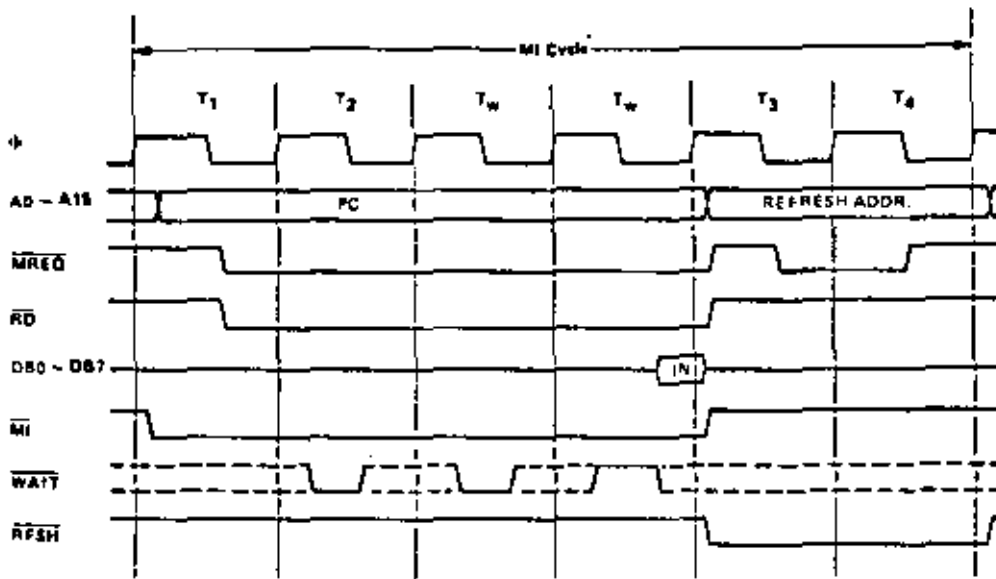 M1 Cycle
T1 T2 Tw Tw T3 T4
Φ
A0 ~ A15 PC REFRESH ADDR.
MREQ
RD
DB0 ~ DB7 IN
M1
WAIT
RFSH